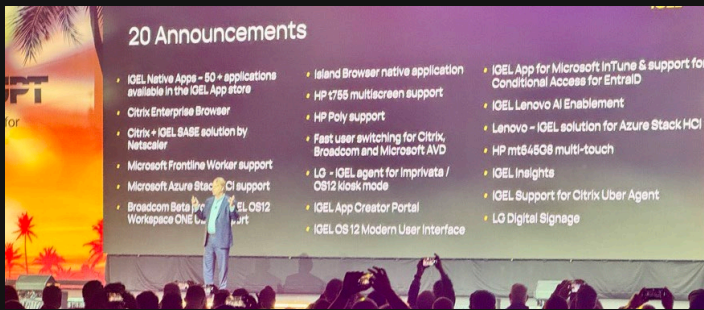 20 Announcements
• IGEL Native Apps – 50 + applications
available in the IGEL App store
• Citrix Enterprise Browser
• Citrix + IGEL SASE solution by
Netscaler
• Microsoft Frontline Worker support
• Microsoft Azure Stack HCI support
• Broadcom Beta EL OS12
Workspace ONE
• Island Browser native application
• HP t755 multiscreen support
• HP Poly support
• Fast user switching for Citrix,
Broadcom and Microsoft AVD
• LG - IGEL agent for Imprivata /
OS12 kiosk mode
• IGEL App Creator Portal
• IGEL OS 12 Modern User Interface
• IGEL App for Microsoft InTune & support for
Conditional Access for EntraID
• IGEL Lenovo AI Enablement
• Lenovo – IGEL solution for Azure Stack HCI
• HP mt645G8 multi-touch
• IGEL Insights
• IGEL Support for Citrix Uber Agent
• LG Digital Signage
PT
for